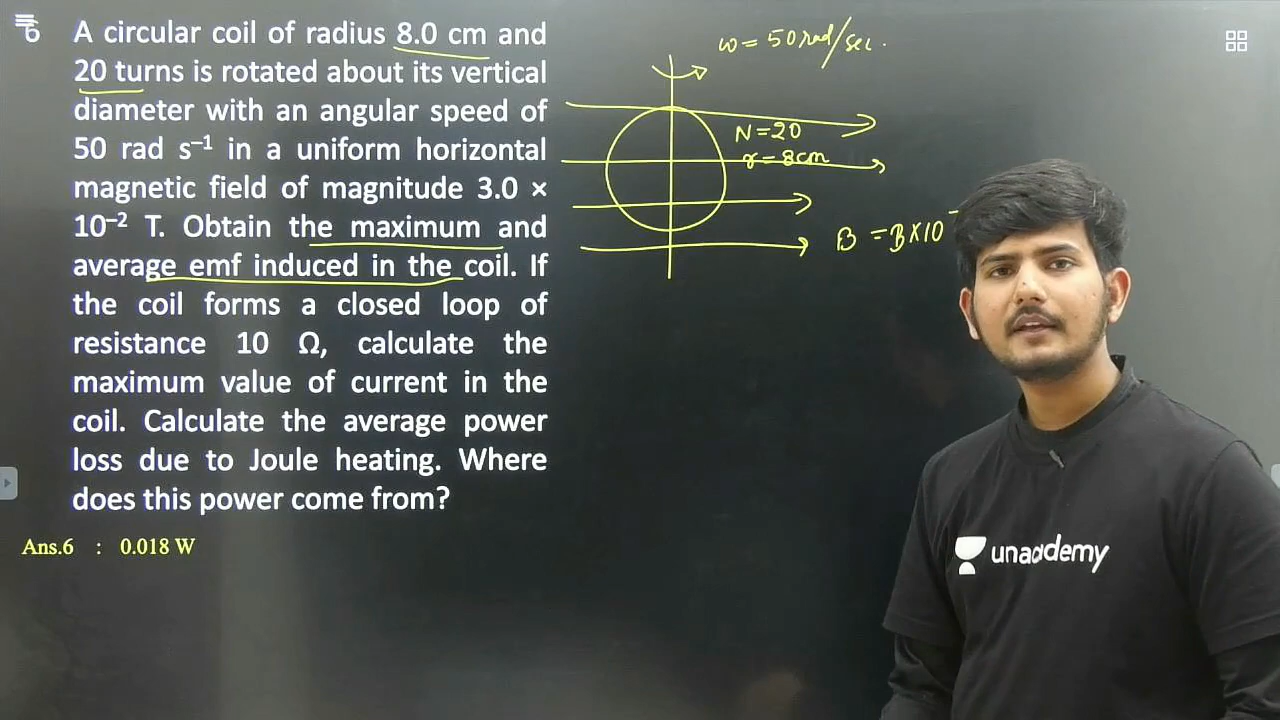 6 A circular coil of radius 8.0 cm and
20 turns is rotated about its vertical
diameter with an angular speed of
50 rad s⁻¹ in a uniform horizontal
magnetic field of magnitude 3.0 ×
10⁻² T. Obtain the maximum and
average emf induced in the coil. If
the coil forms a closed loop of
resistance 10 Ω, calculate the
maximum value of current in the
coil. Calculate the average power
loss due to Joule heating. Where
does this power come from?
Ans.6 : 0.018 W
ω = 50 rad/sec.
N=20
r=8cm
B = 3×10⁻
unacademy